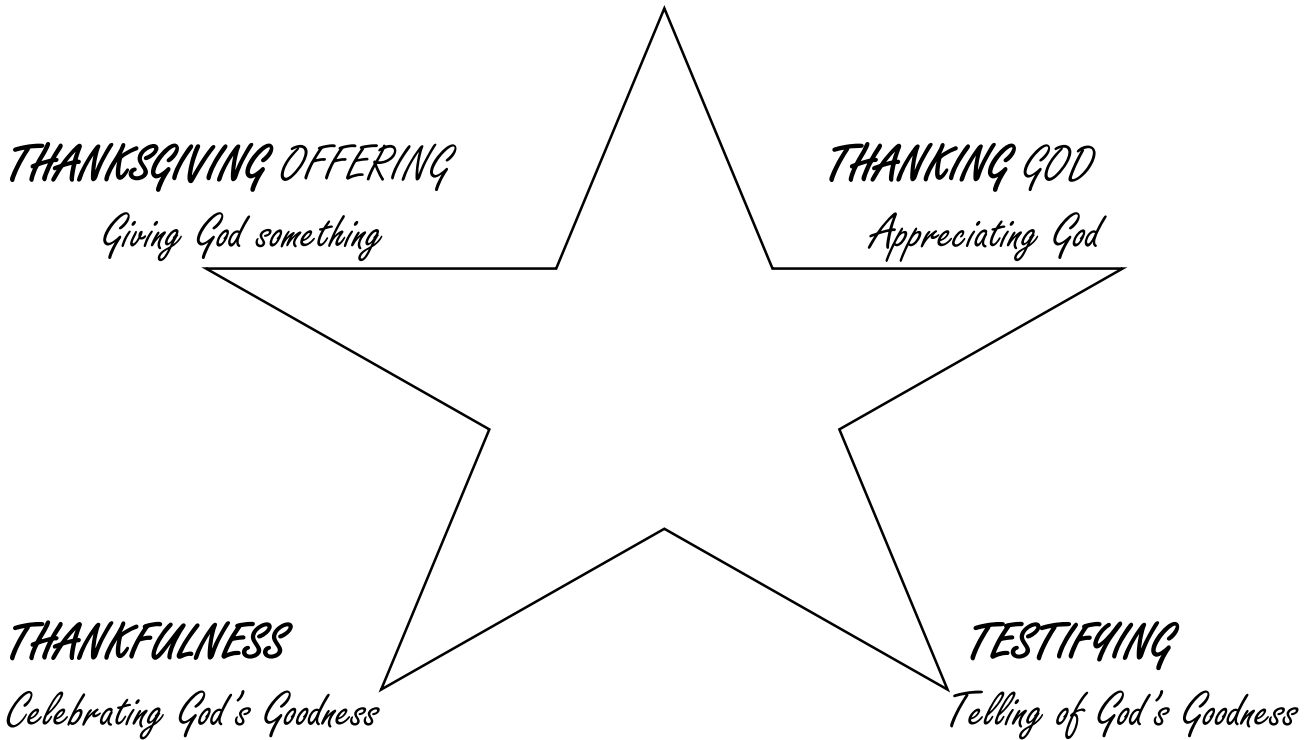 THANKSGIVING OFFERING
Giving God something
THANKING GOD
Appreciating God
THANKFULNESS
Celebrating God's Goodness
TESTIFYING
Telling of God's Goodness